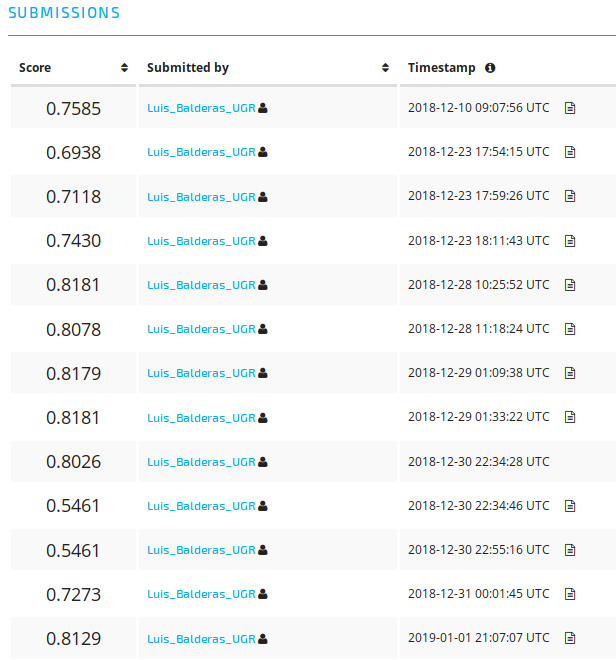 SUBMISSIONS
Score Submitted by Timestamp
0.7585 Luis_Balderas_UGR 2018-12-10 09:07:56 UTC
0.6938 Luis_Balderas_UGR 2018-12-23 17:54:15 UTC
0.7118 Luis_Balderas_UGR 2018-12-23 17:59:26 UTC
0.7430 Luis_Balderas_UGR 2018-12-23 18:11:43 UTC
0.8181 Luis_Balderas_UGR 2018-12-28 10:25:52 UTC
0.8078 Luis_Balderas_UGR 2018-12-28 11:18:24 UTC
0.8179 Luis_Balderas_UGR 2018-12-29 01:09:38 UTC
0.8181 Luis_Balderas_UGR 2018-12-29 01:33:22 UTC
0.8026 Luis_Balderas_UGR 2018-12-30 22:34:28 UTC
0.5461 Luis_Balderas_UGR 2018-12-30 22:34:46 UTC
0.5461 Luis_Balderas_UGR 2018-12-30 22:55:16 UTC
0.7273 Luis_Balderas_UGR 2018-12-31 00:01:45 UTC
0.8129 Luis_Balderas_UGR 2019-01-01 21:07:07 UTC